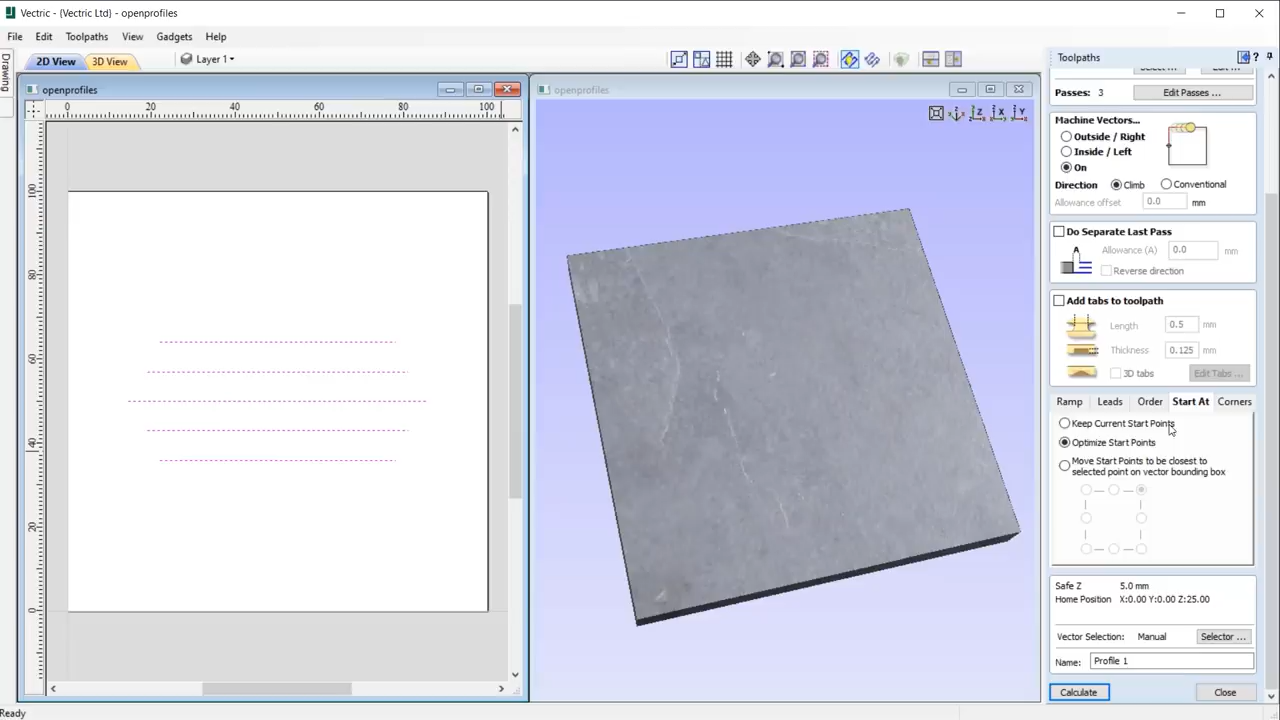 Vectric - {Vectric Ltd} - openprofiles
File Edit Toolpaths View Gadgets Help
Drawing
2D View 3D View Layer 1
openprofiles
0 20 40 60 80 100
100
80
60
40
20
0
openprofiles
Z X Y
Toolpaths ?
Passes: 3 Edit Passes ...
Machine Vectors...
Outside / Right
Inside / Left
On
Direction Climb Conventional
Allowance offset 0.0 mm
Do Separate Last Pass
A Allowance (A) 0.0 mm
Reverse direction
Add tabs to toolpath
Length 0.5 mm
Thickness 0.125 mm
3D tabs Edit Tabs ...
Ramp Leads Order Start At Corners
Keep Current Start Points
Optimize Start Points
Move Start Points to be closest to
selected point on vector bounding box
Safe Z 5.0 mm
Home Position X:0.00 Y:0.00 Z:25.00
Vector Selection: Manual Selector ...
Name: Profile 1
Calculate Close
Ready